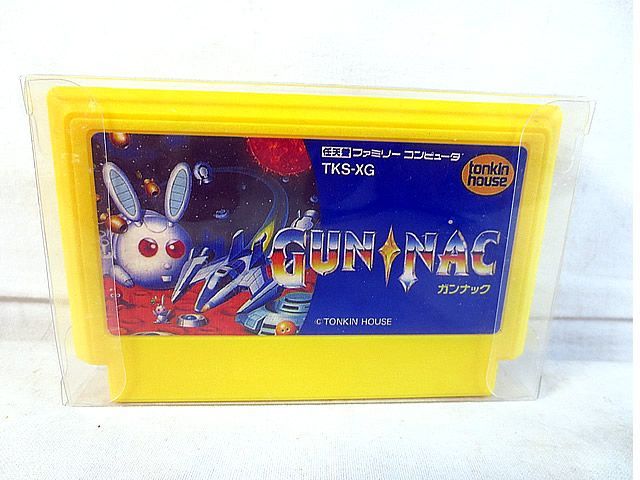 任天堂 ファミリー コンピュータ
TKS-XG
tonkin
house
GUN NAC
ガンナック
© TONKIN HOUSE